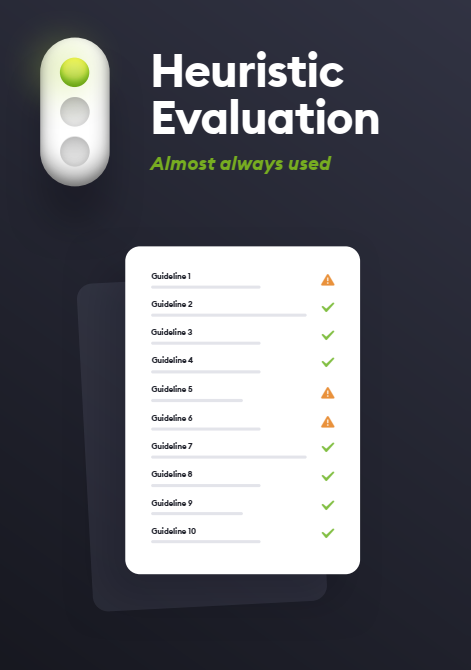 Heuristic
Evaluation
Almost always used
Guideline 1
Guideline 2
Guideline 3
Guideline 4
Guideline 5
Guideline 6
Guideline 7
Guideline 8
Guideline 9
Guideline 10